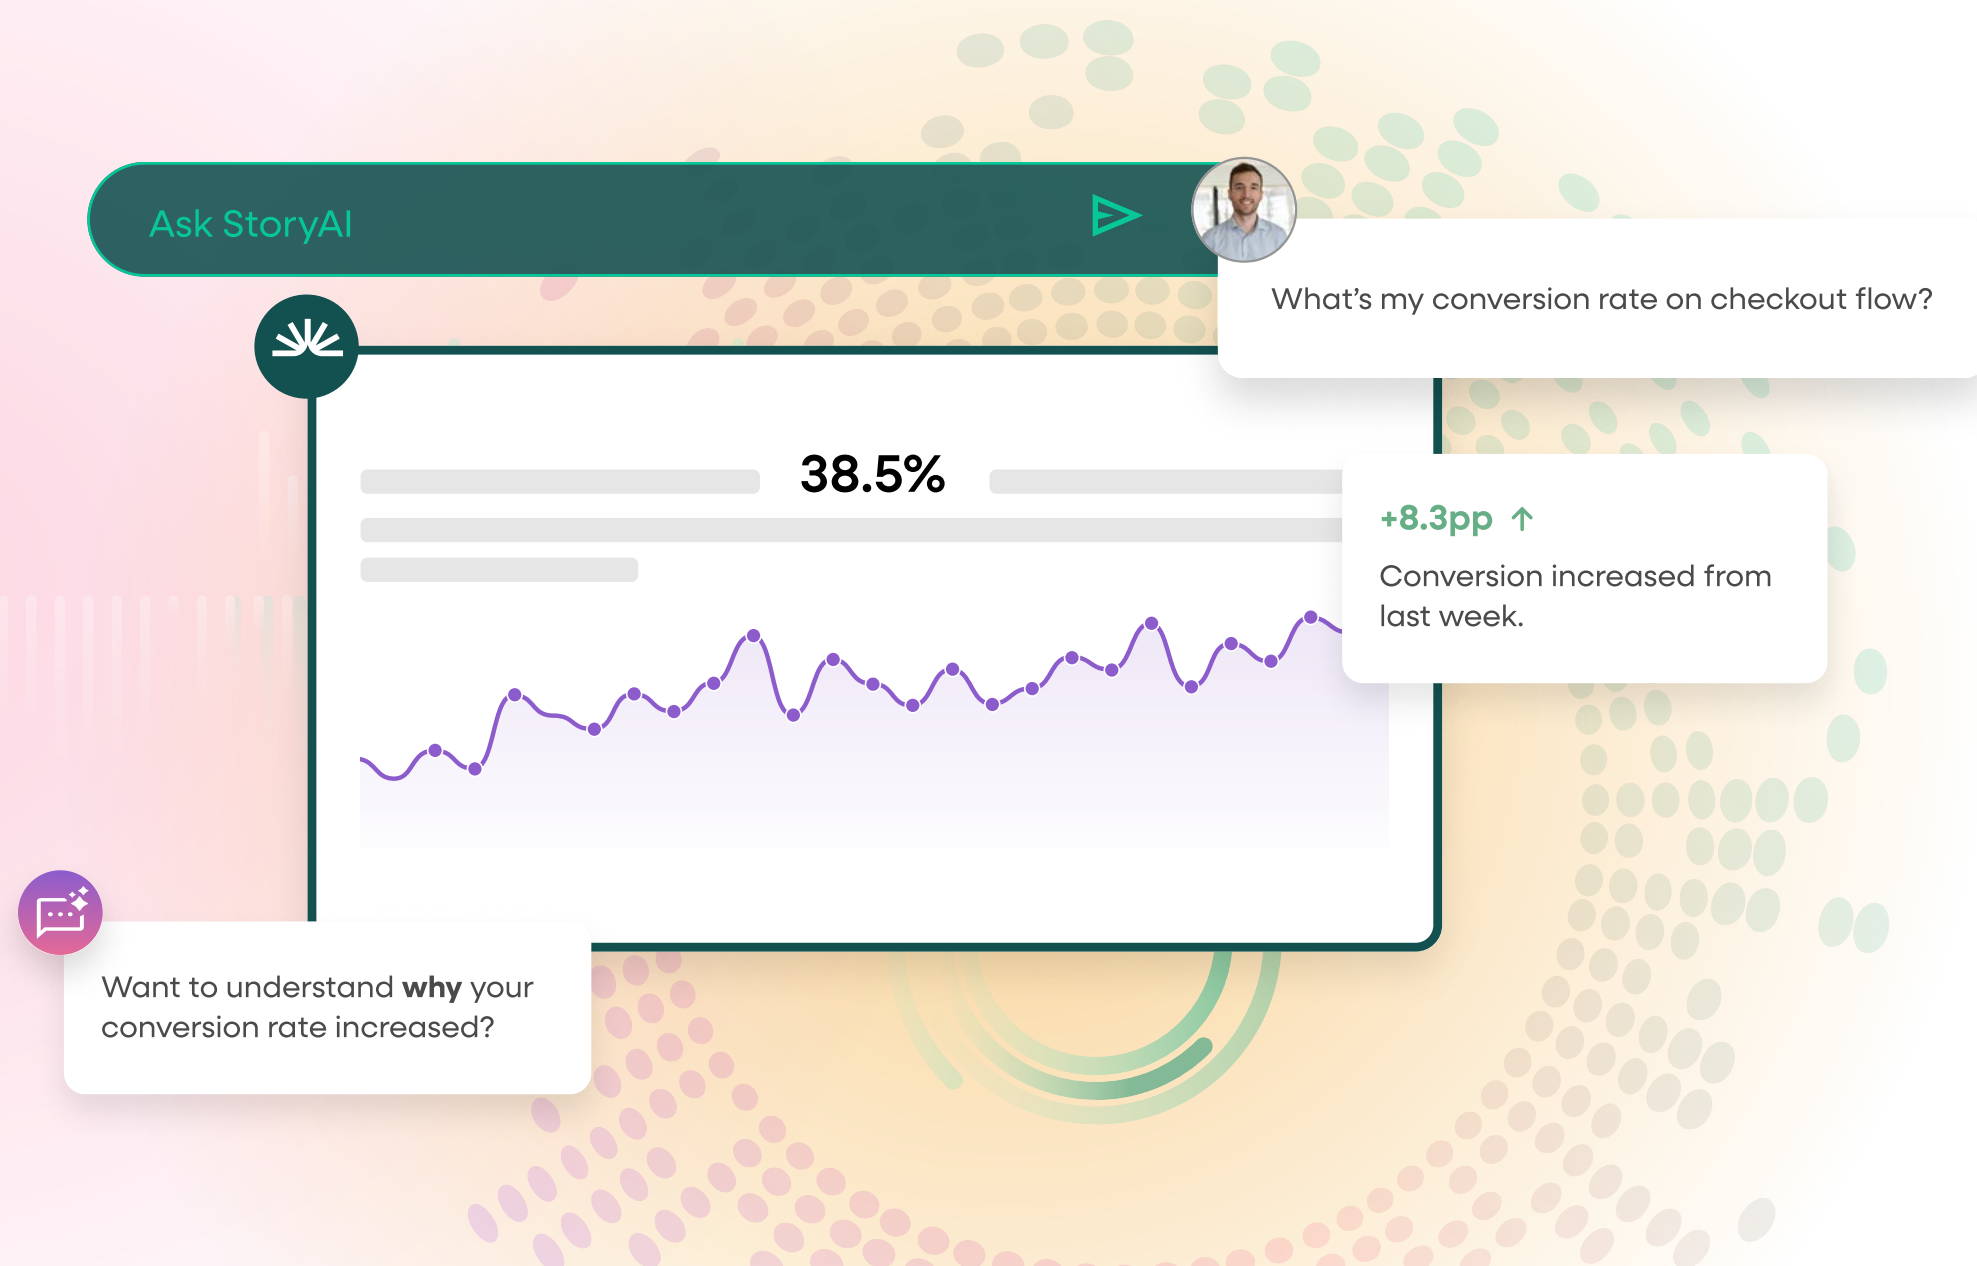 Ask StoryAI
What’s my conversion rate on checkout flow?
38.5%
+8.3pp ↑
Conversion increased from
last week.
Want to understand why your
conversion rate increased?